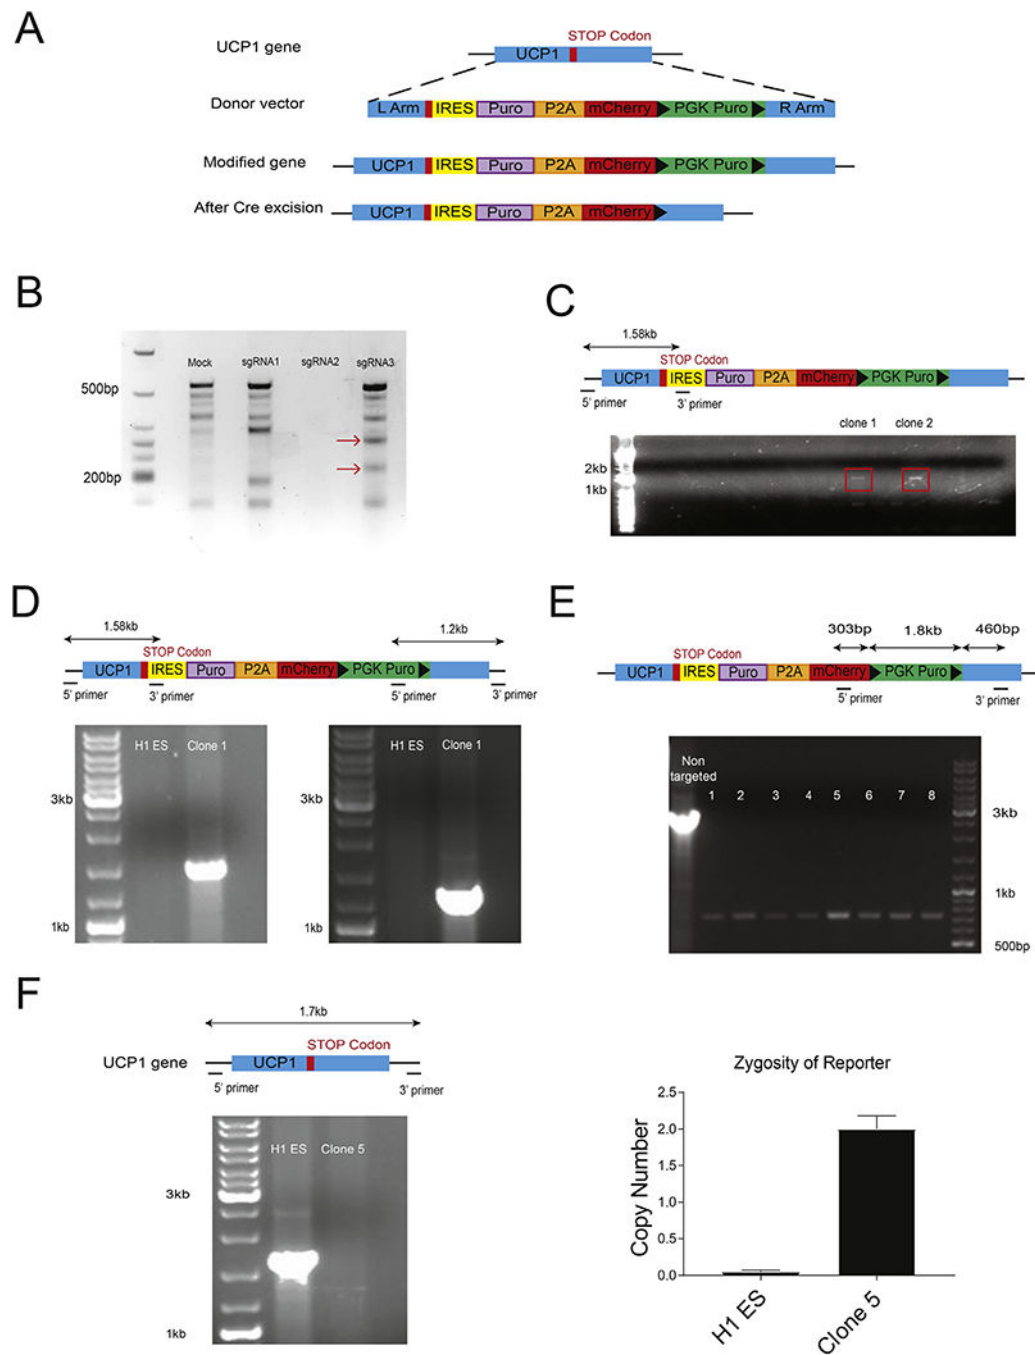 A
UCP1 gene
STOP Codon
UCP1
Donor vector
L Arm IRES Puro P2A mCherry PGK Puro R Arm
Modified gene
UCP1 IRES Puro P2A mCherry PGK Puro
After Cre excision
UCP1 IRES Puro P2A mCherry
B
Mock sgRNA1 sgRNA2 sgRNA3
500bp
200bp
C
1.58kb
STOP Codon
UCP1 IRES Puro P2A mCherry PGK Puro
5' primer 3' primer
clone 1 clone 2
2kb
1kb
D
1.58kb 1.2kb
STOP Codon
UCP1 IRES Puro P2A mCherry PGK Puro
5' primer 3' primer 5' primer 3' primer
H1 ES Clone 1
3kb
1kb
H1 ES Clone 1
3kb
1kb
E
303bp 1.8kb 460bp
STOP Codon
UCP1 IRES Puro P2A mCherry PGK Puro
5' primer 3' primer
Non
targeted
1 2 3 4 5 6 7 8
3kb
1kb
500bp
F
1.7kb
STOP Codon
UCP1 gene
UCP1
5' primer 3' primer
H1 ES Clone 5
3kb
1kb
Zygosity of Reporter
Copy Number
2.5
2.0
1.5
1.0
0.5
0.0
H1 ES
Clone 5